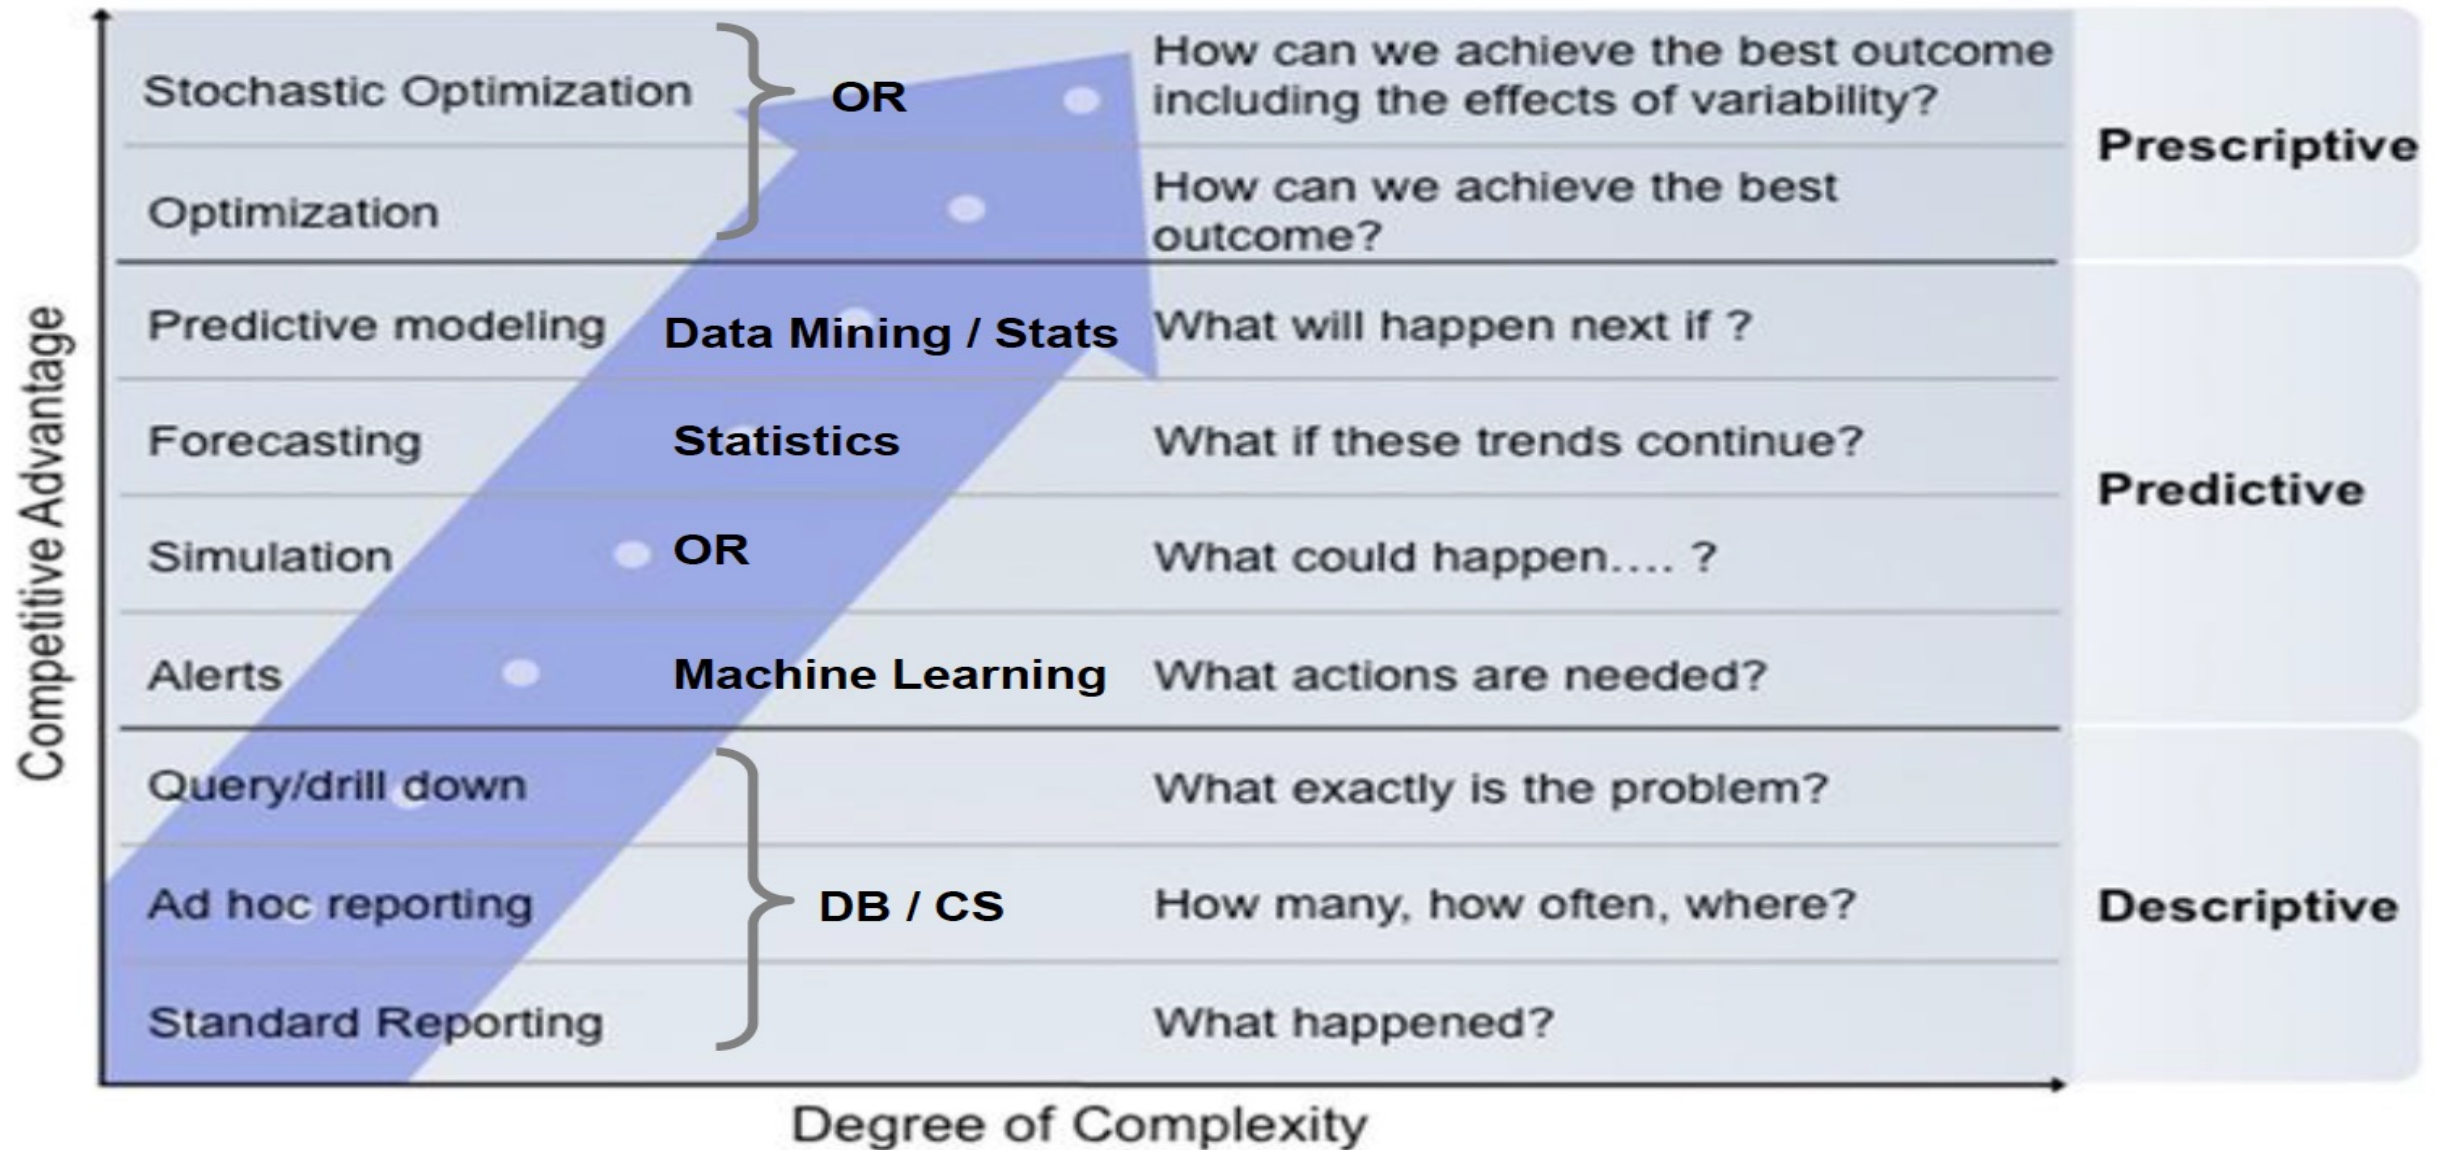 Competitive Advantage
Stochastic Optimization
OR
How can we achieve the best outcome
including the effects of variability?
Prescriptive
Optimization
How can we achieve the best
outcome?
Predictive modeling
Data Mining / Stats
What will happen next if ?
Forecasting
Statistics
What if these trends continue?
Predictive
Simulation
OR
What could happen.... ?
Alerts
Machine Learning
What actions are needed?
Query/drill down
What exactly is the problem?
Ad hoc reporting
DB / CS
How many, how often, where?
Descriptive
Standard Reporting
What happened?
Degree of Complexity